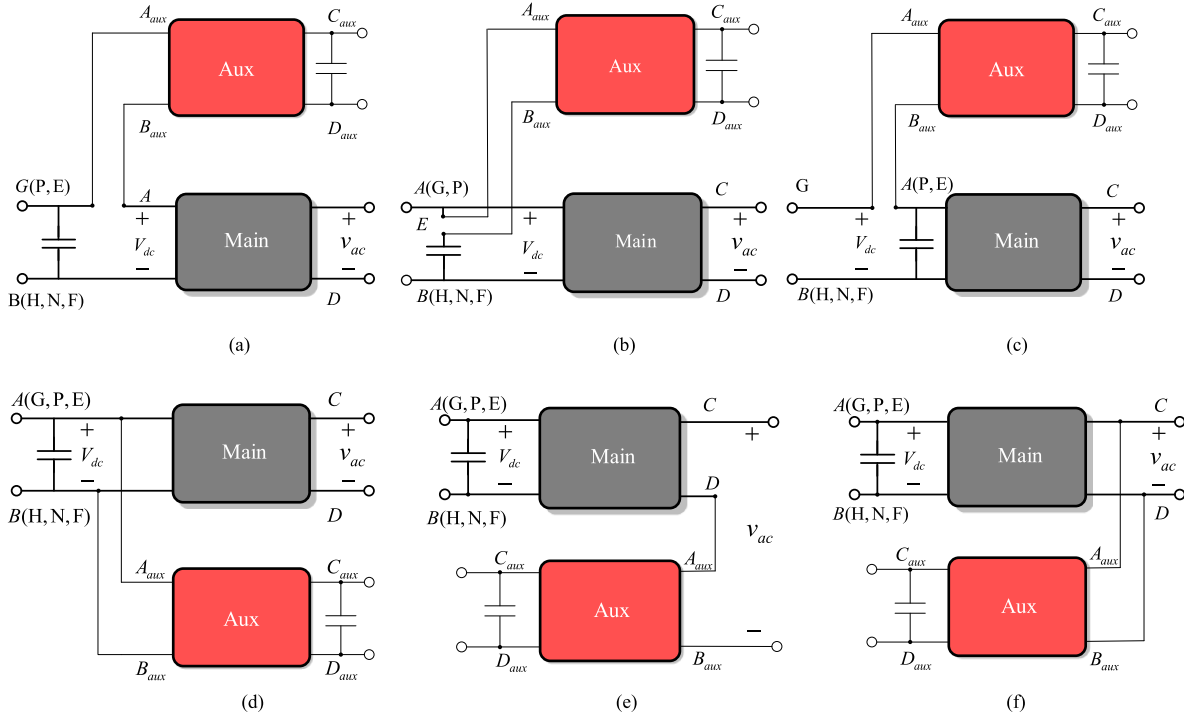 A_aux
C_aux
Aux
B_aux
D_aux
G(P, E)
A
+
V_dc
−
Main
+
v_ac
−
B(H, N, F)
D
(a)
A_aux
C_aux
Aux
B_aux
D_aux
A(G, P)
E
+
V_dc
−
Main
C
+
v_ac
−
B(H, N, F)
D
(b)
A_aux
C_aux
Aux
B_aux
D_aux
G
A(P, E)
+
V_dc
−
Main
C
+
v_ac
−
B(H, N, F)
D
(c)
A(G, P, E)
+
V_dc
−
Main
C
+
v_ac
−
B(H, N, F)
D
A_aux
C_aux
Aux
B_aux
D_aux
(d)
A(G, P, E)
+
V_dc
−
Main
C
+
D
B(H, N, F)
v_ac
C_aux
A_aux
Aux
−
D_aux
B_aux
(e)
A(G, P, E)
+
V_dc
−
Main
C
+
v_ac
−
B(H, N, F)
D
C_aux
A_aux
Aux
D_aux
B_aux
(f)